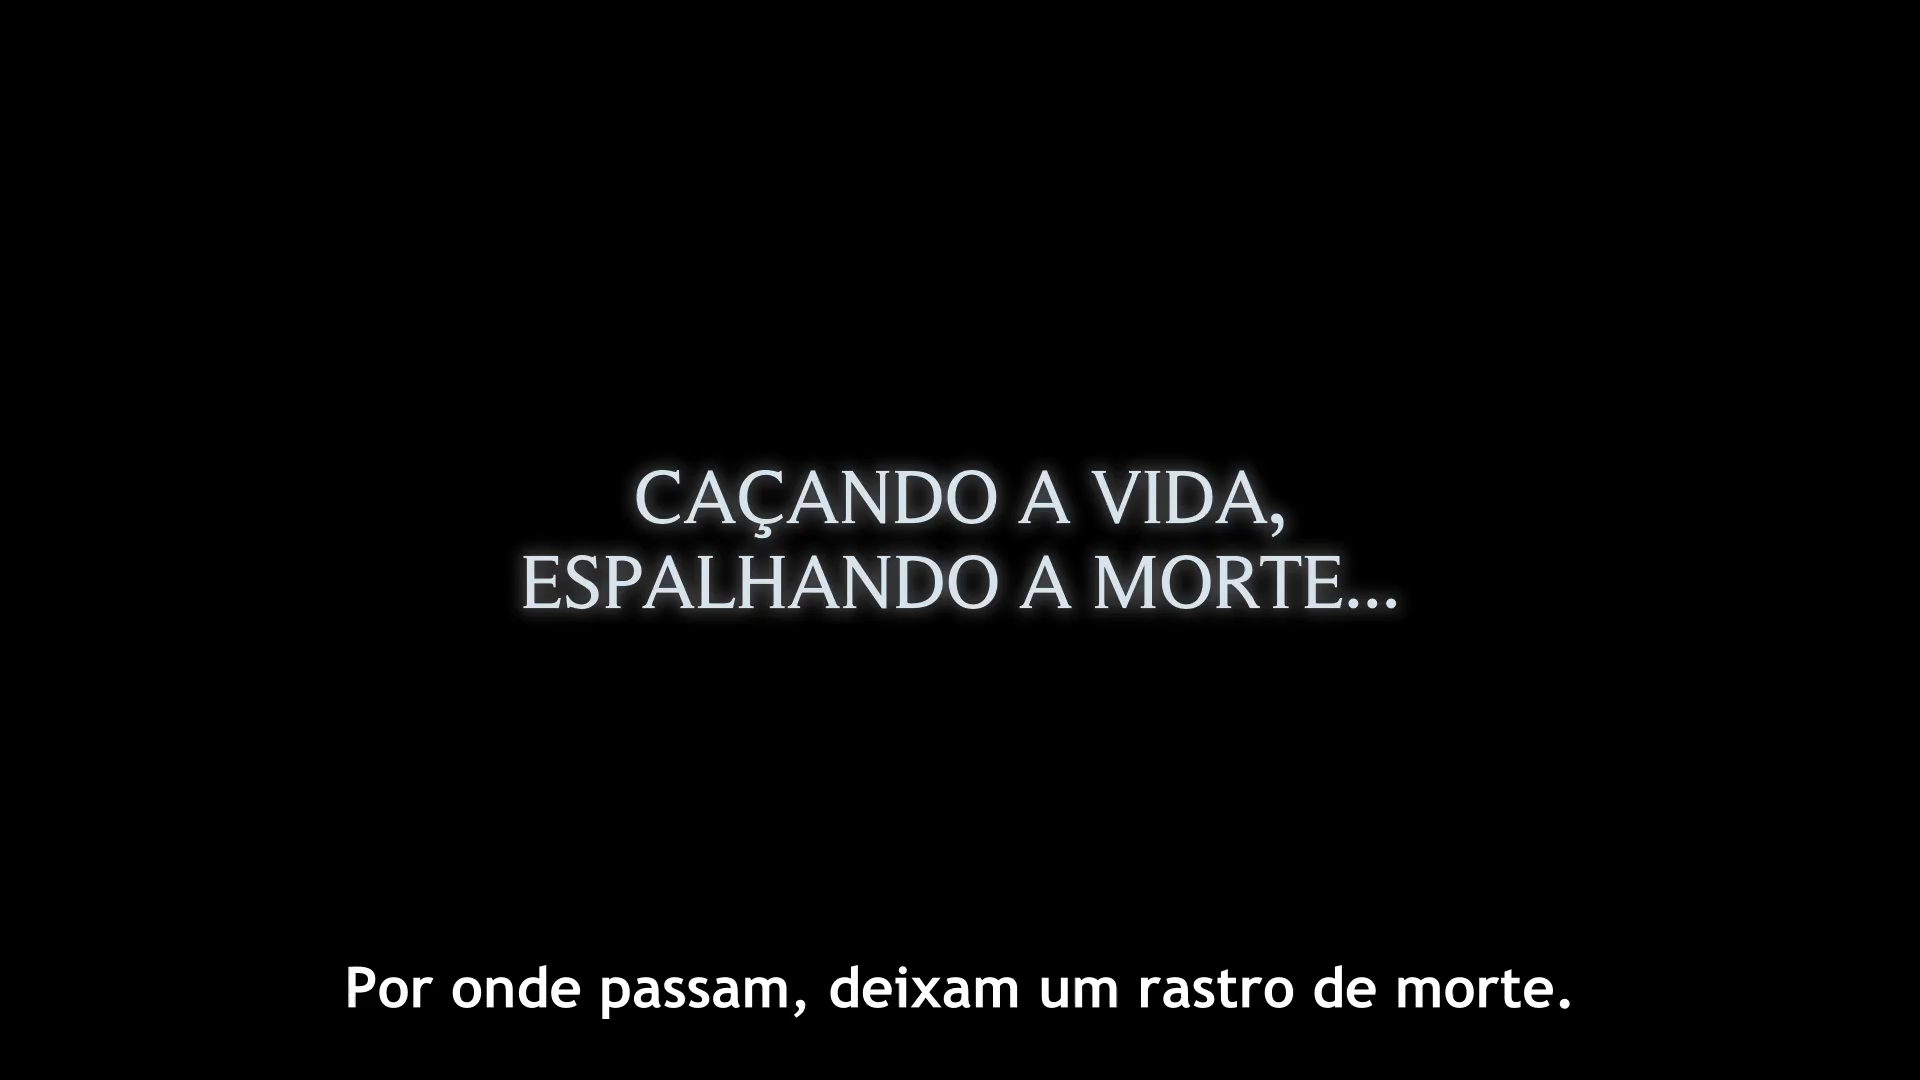 CAÇANDO A VIDA,
ESPALHANDO A MORTE...
Por onde passam, deixam um rastro de morte.